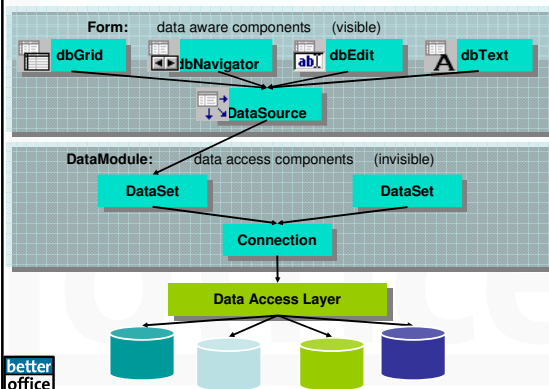 Form: data aware components (visible)
dbGrid dbNavigator dbEdit dbText
DataSource
DataModule: data access components (invisible)
DataSet DataSet
Connection
Data Access Layer
better
office